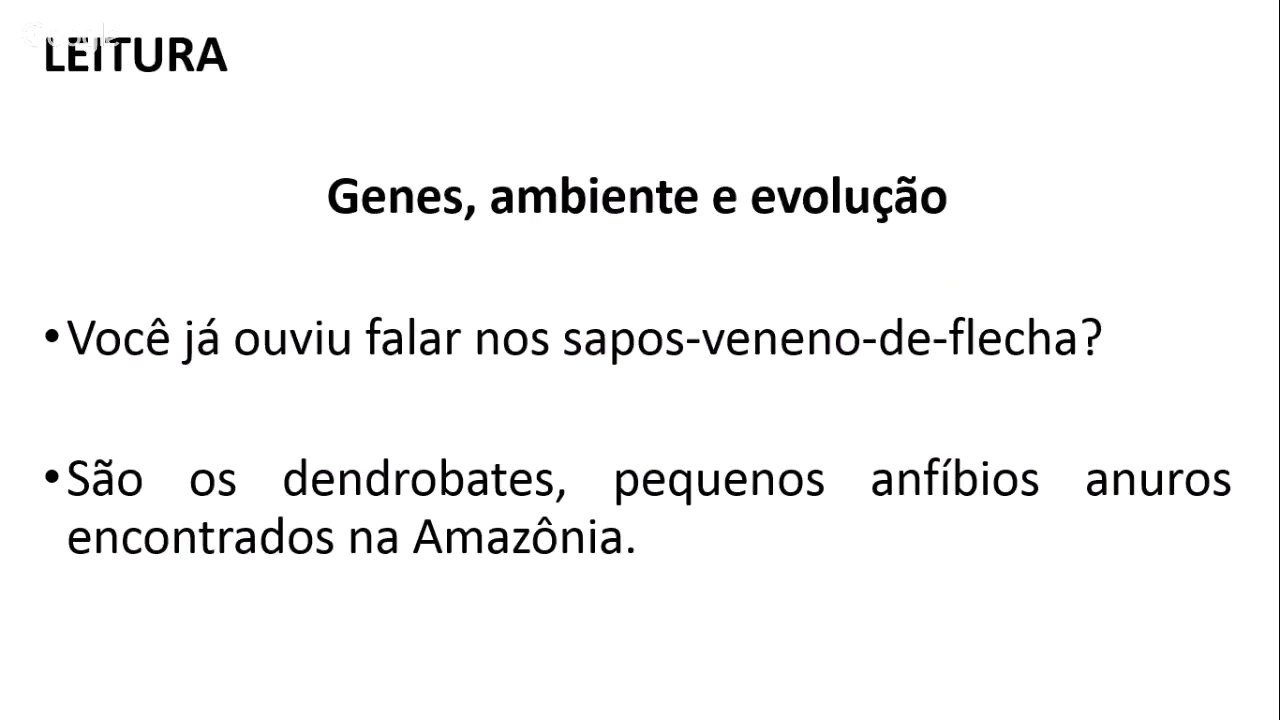 LEITURA
Genes, ambiente e evolução
•Você já ouviu falar nos sapos-veneno-de-flecha?
•São os dendrobates, pequenos anfíbios anuros
encontrados na Amazônia.